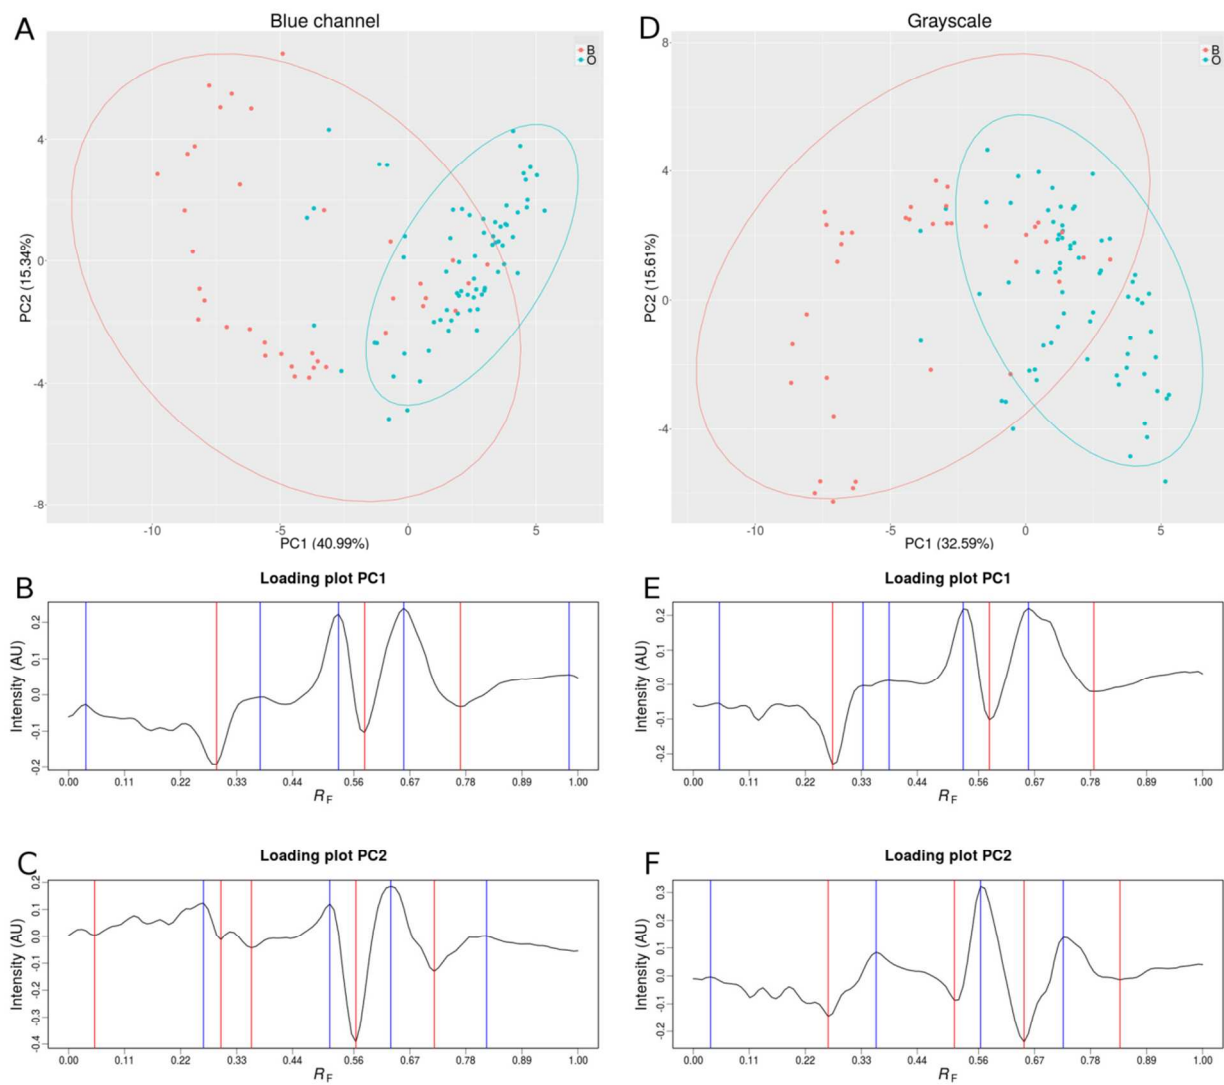 A
Blue channel
B
O
4
0
-4
-8
PC2 (15.34%)
-10
-5
0
5
PC1 (40.99%)
D
Grayscale
B
O
8
4
0
-4
PC2 (15.61%)
-10
-5
0
5
PC1 (32.59%)
B
Loading plot PC1
Intensity (AU)
0.2
0.1
0.0
-0.1
-0.2
0.00 0.11 0.22 0.33 0.44 0.56 0.67 0.78 0.89 1.00
RF
E
Loading plot PC1
Intensity (AU)
0.2
0.1
0.0
-0.1
-0.2
0.00 0.11 0.22 0.33 0.44 0.56 0.67 0.78 0.89 1.00
RF
C
Loading plot PC2
Intensity (AU)
0.2
0.1
0.0
-0.1
-0.2
-0.3
-0.4
0.00 0.11 0.22 0.33 0.44 0.56 0.67 0.78 0.89 1.00
RF
F
Loading plot PC2
Intensity (AU)
0.3
0.2
0.1
0.0
-0.1
-0.2
0.00 0.11 0.22 0.33 0.44 0.56 0.67 0.78 0.89 1.00
RF